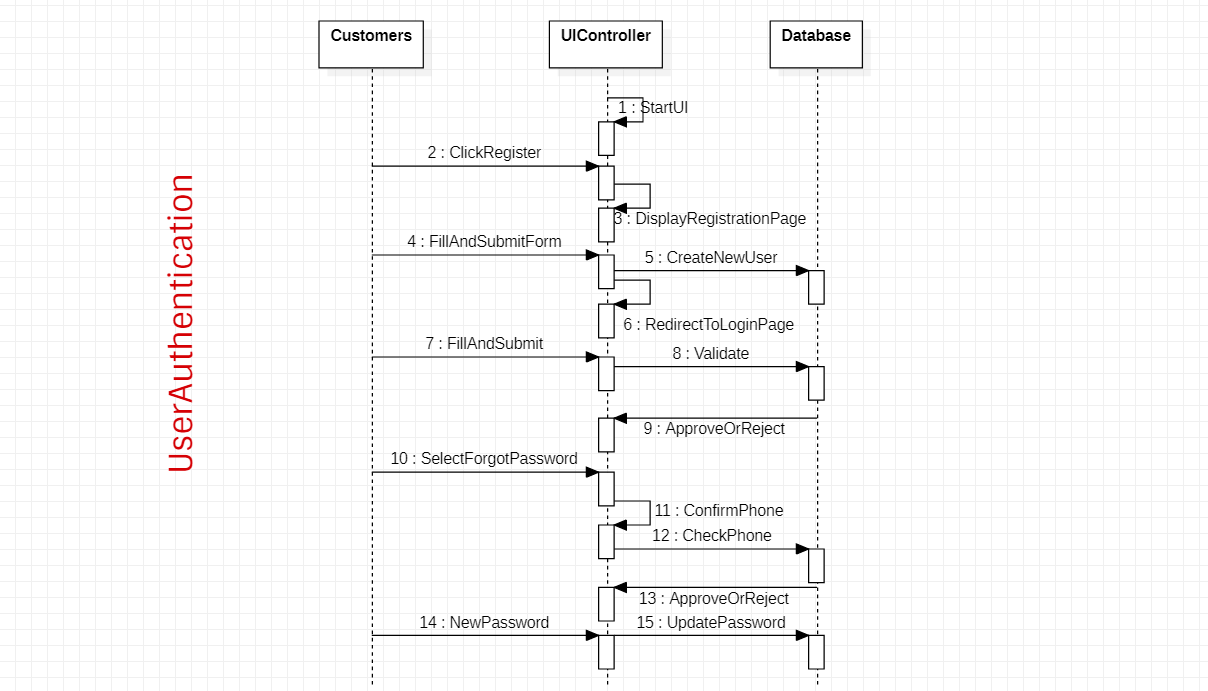 Customers
UIController
Database
1 : StartUI
2 : ClickRegister
3 : DisplayRegistrationPage
4 : FillAndSubmitForm
5 : CreateNewUser
6 : RedirectToLoginPage
7 : FillAndSubmit
8 : Validate
9 : ApproveOrReject
10 : SelectForgotPassword
11 : ConfirmPhone
12 : CheckPhone
13 : ApproveOrReject
14 : NewPassword
15 : UpdatePassword
UserAuthentication